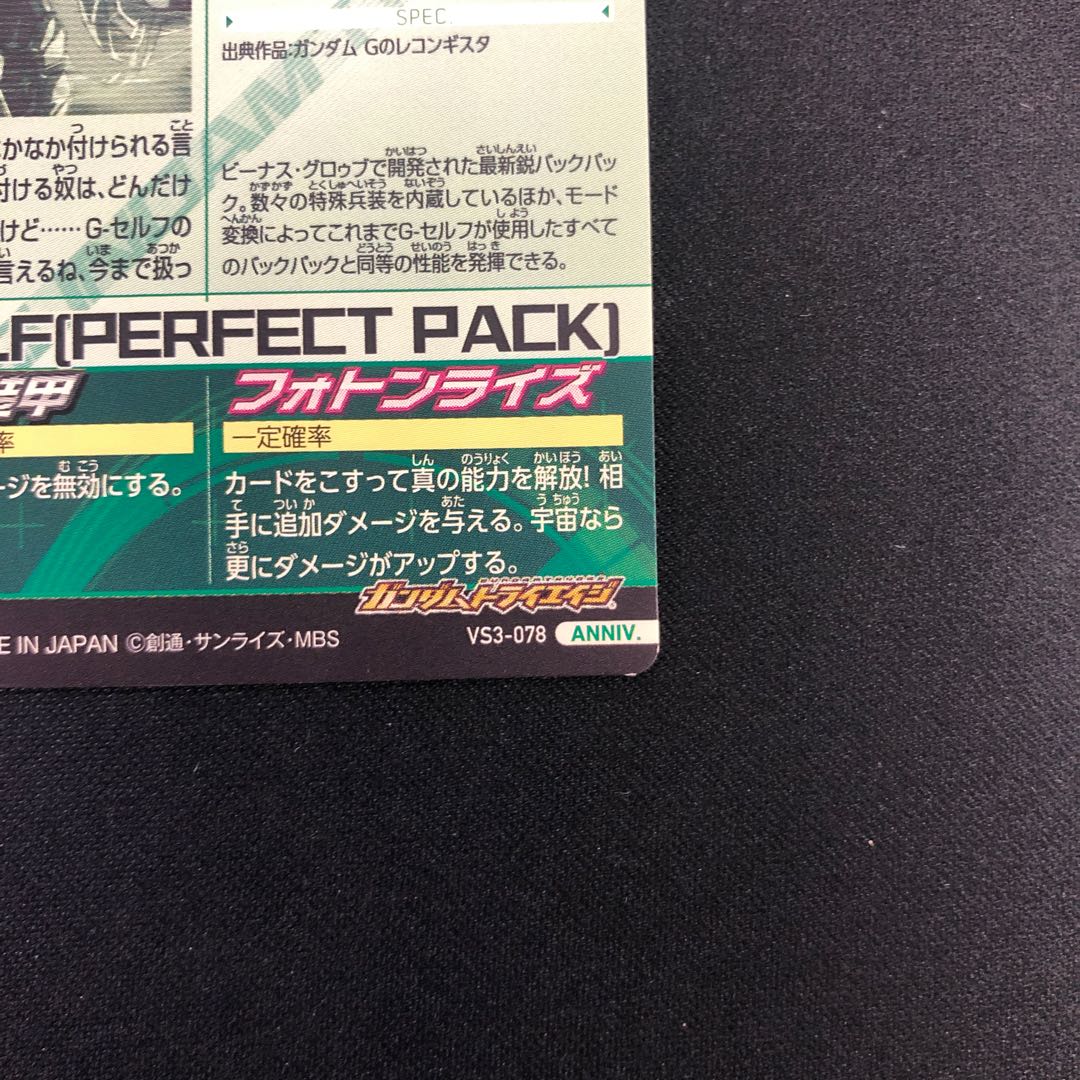 SPEC.
出典作品:ガンダム Gのレコンギスタ
かなか付けられる言
付ける奴は、どんだけ
けど……G-セルフの
言えるね、今まで扱っ
ビーナス・グロゥブで開発された最新鋭バックパッ
ク。数々の特殊兵装を内蔵しているほか、モード
変換によってこれまでG-セルフが使用したすべて
のバックパックと同等の性能を発揮できる。
LF(PERFECT PACK)
装甲
率
ージを無効にする。
フォトンライズ
一定確率
カードをこすって真の能力を解放! 相
手に追加ダメージを与える。宇宙なら
更にダメージがアップする。
ガンダムトライエイジ
E IN JAPAN ©創通・サンライズ・MBS
VS3-078 ANNIV.